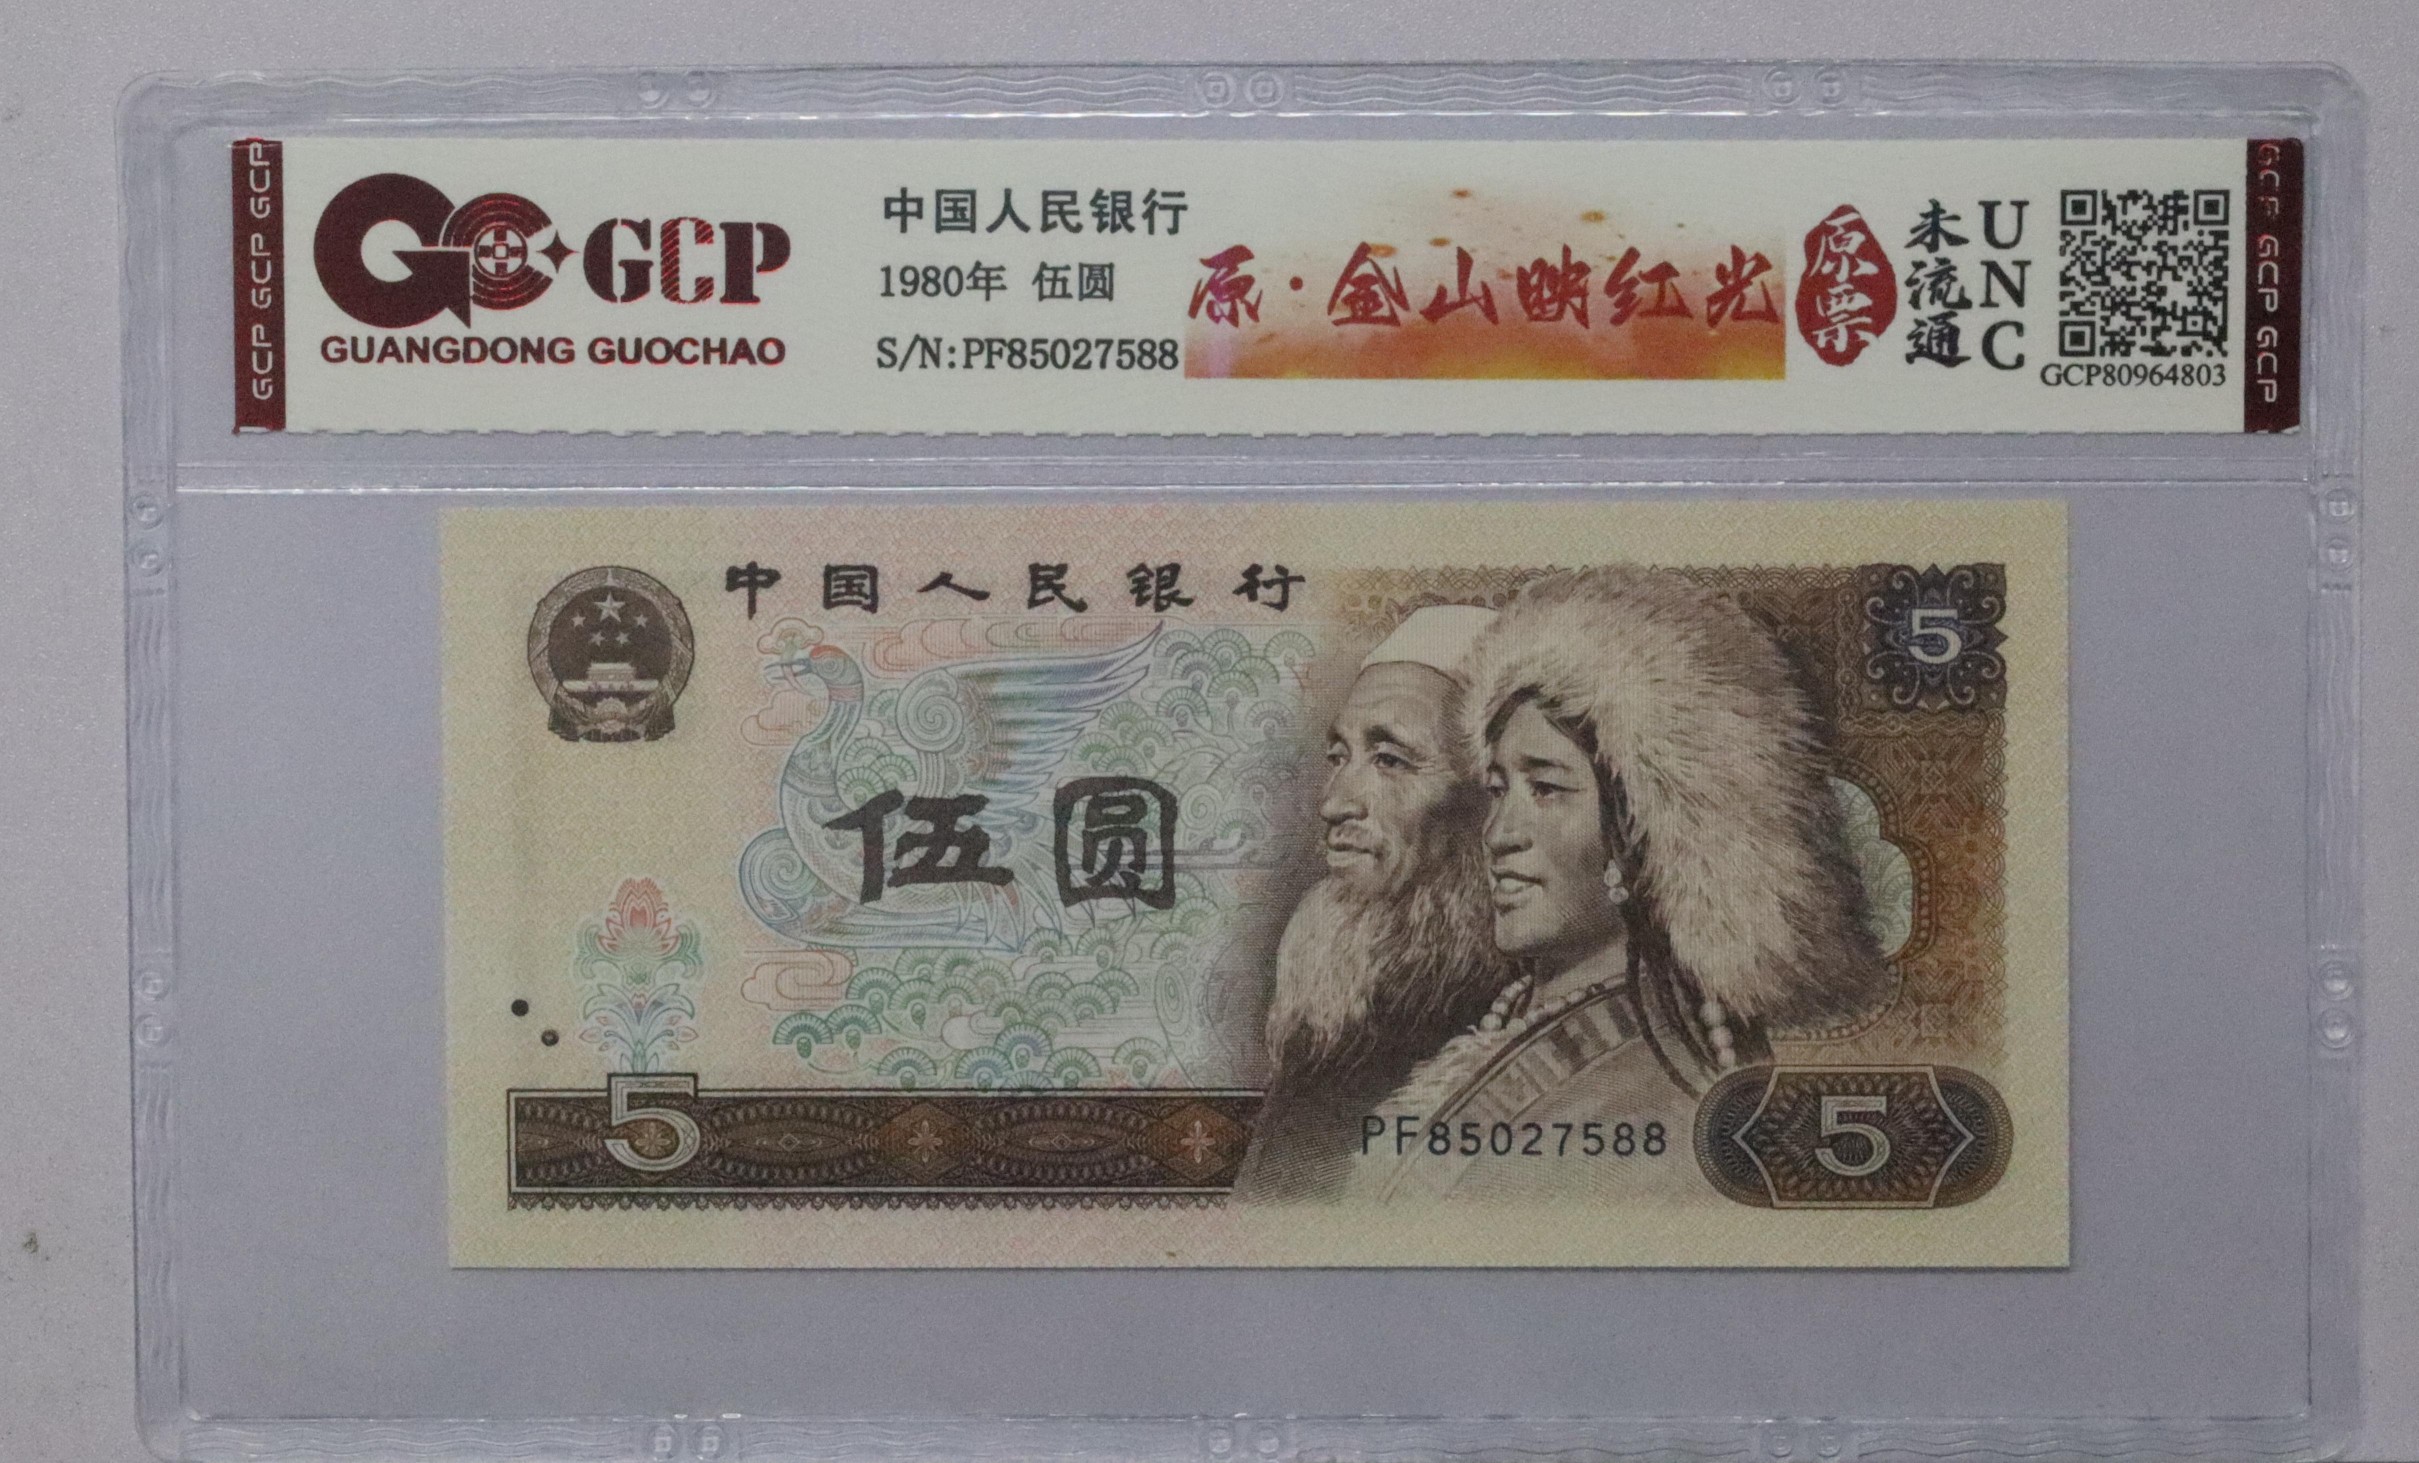 GCP GCP GCP
GCP
GUANGDONG GUOCHAO
中国人民银行
1980年 伍圆
S/N:PF85027588
原·金山映红光
原票
未流通
UNC
GCP80964803
GCP GCP GCP
中国人民银行
5
伍圆
5
PF85027588
5